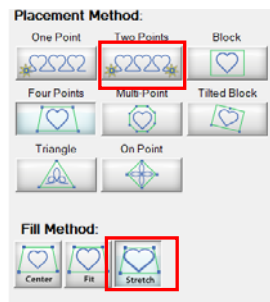 Placement Method:
One Point Two Points Block
Four Points Multi-Point Tilted Block
Triangle On Point
Fill Method:
Center Fit Stretch